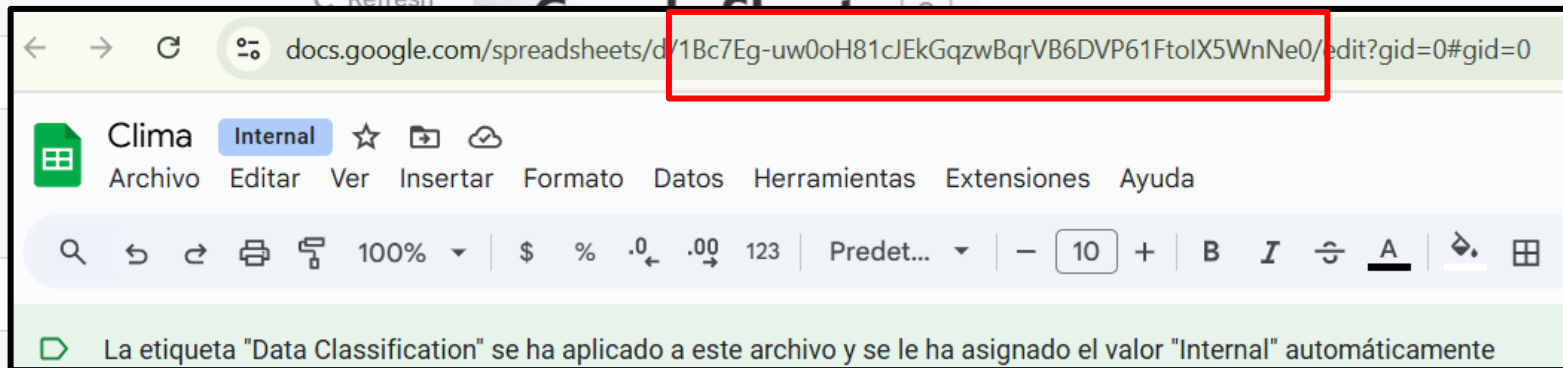 docs.google.com/spreadsheets/d/1Bc7Eg-uw0oH81cJEkGqzwBqrVB6DVP61FtoIX5WnNe0/edit?gid=0#gid=0
Clima Internal
Archivo Editar Ver Insertar Formato Datos Herramientas Extensiones Ayuda
100% $ % .0 .00 123 Predet... − 10 + B I S A
La etiqueta "Data Classification" se ha aplicado a este archivo y se le ha asignado el valor "Internal" automáticamente